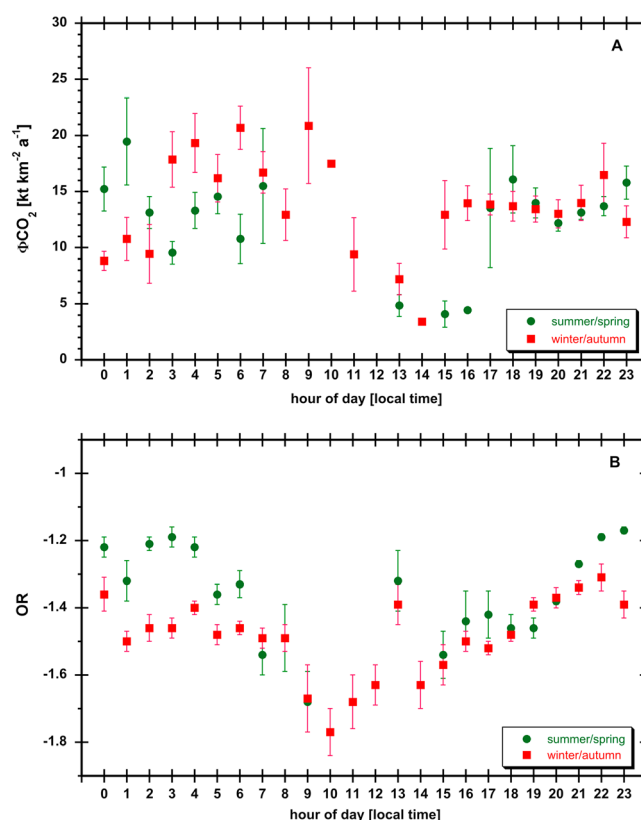 A
30
25
20
15
10
5
0
ΦCO₂ [kt km⁻² a⁻¹]
summer/spring
winter/autumn
0 1 2 3 4 5 6 7 8 9 10 11 12 13 14 15 16 17 18 19 20 21 22 23
hour of day [local time]
B
-1
-1.2
-1.4
-1.6
-1.8
OR
summer/spring
winter/autumn
0 1 2 3 4 5 6 7 8 9 10 11 12 13 14 15 16 17 18 19 20 21 22 23
hour of day [local time]